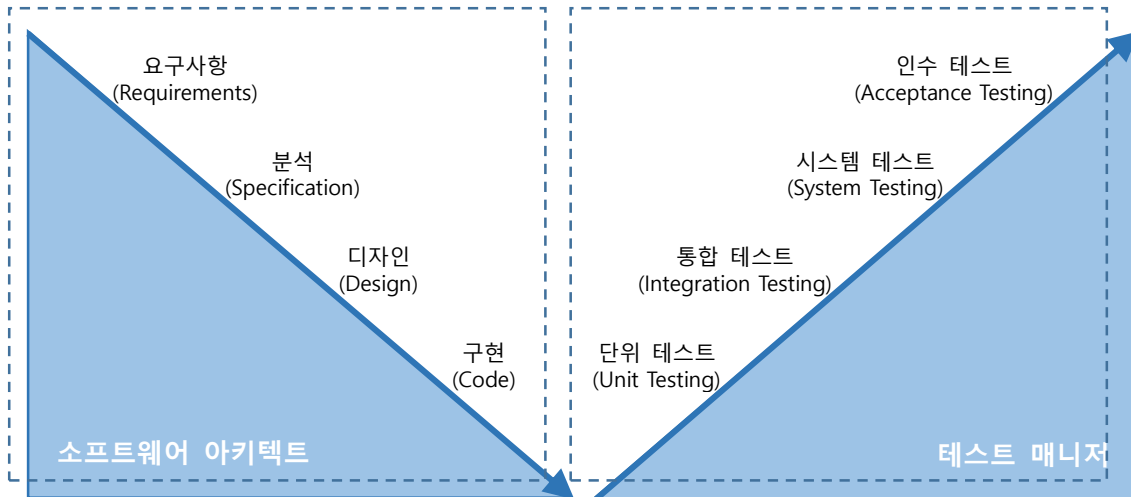 요구사항
(Requirements)
분석
(Specification)
디자인
(Design)
구현
(Code)
소프트웨어 아키텍트
인수 테스트
(Acceptance Testing)
시스템 테스트
(System Testing)
통합 테스트
(Integration Testing)
단위 테스트
(Unit Testing)
테스트 매니저